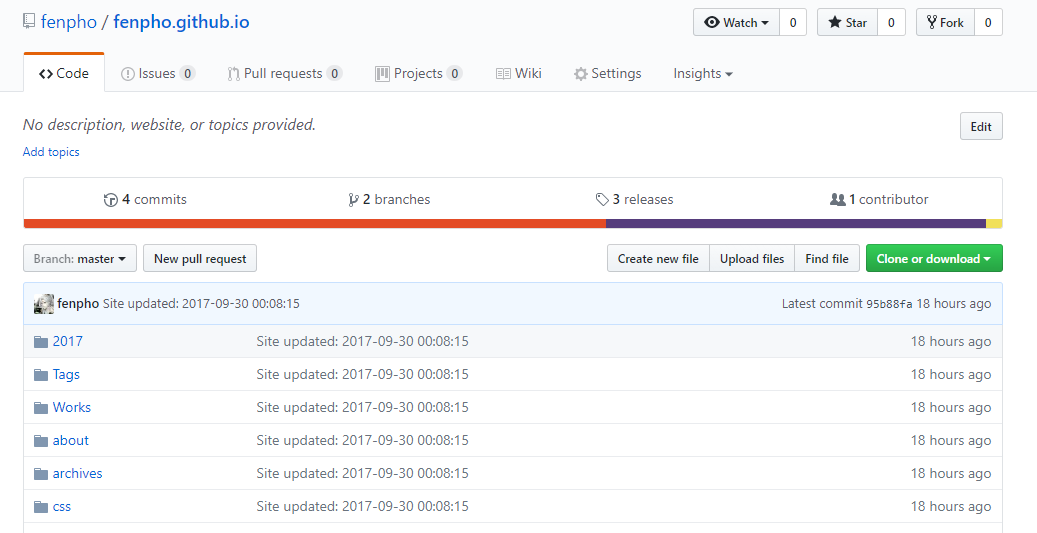 fenpho / fenpho.github.io
Watch 0 Star 0 Fork 0
Code Issues 0 Pull requests 0 Projects 0 Wiki Settings Insights
No description, website, or topics provided. Edit
Add topics
4 commits 2 branches 3 releases 1 contributor
Branch: master New pull request Create new file Upload files Find file Clone or download
fenpho Site updated: 2017-09-30 00:08:15 Latest commit 95b88fa 18 hours ago
2017 Site updated: 2017-09-30 00:08:15 18 hours ago
Tags Site updated: 2017-09-30 00:08:15 18 hours ago
Works Site updated: 2017-09-30 00:08:15 18 hours ago
about Site updated: 2017-09-30 00:08:15 18 hours ago
archives Site updated: 2017-09-30 00:08:15 18 hours ago
css Site updated: 2017-09-30 00:08:15 18 hours ago